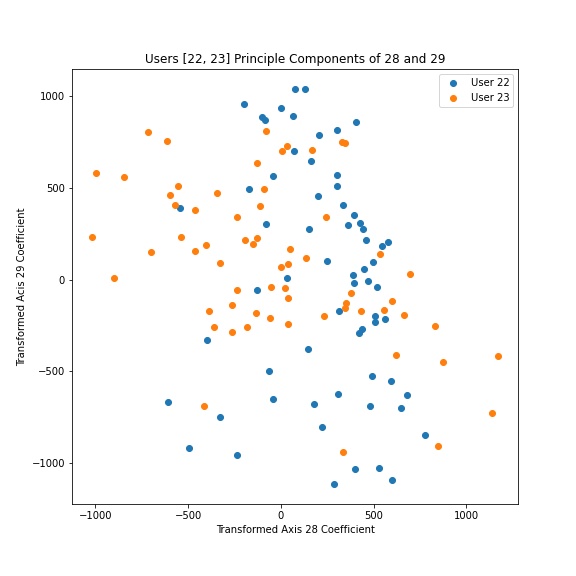 Users [22, 23] Principle Components of 28 and 29
User 22
User 23
Transformed Acis 29 Coefficient
1000
500
0
−500
−1000
−1000
−500
0
500
1000
Transformed Axis 28 Coefficient